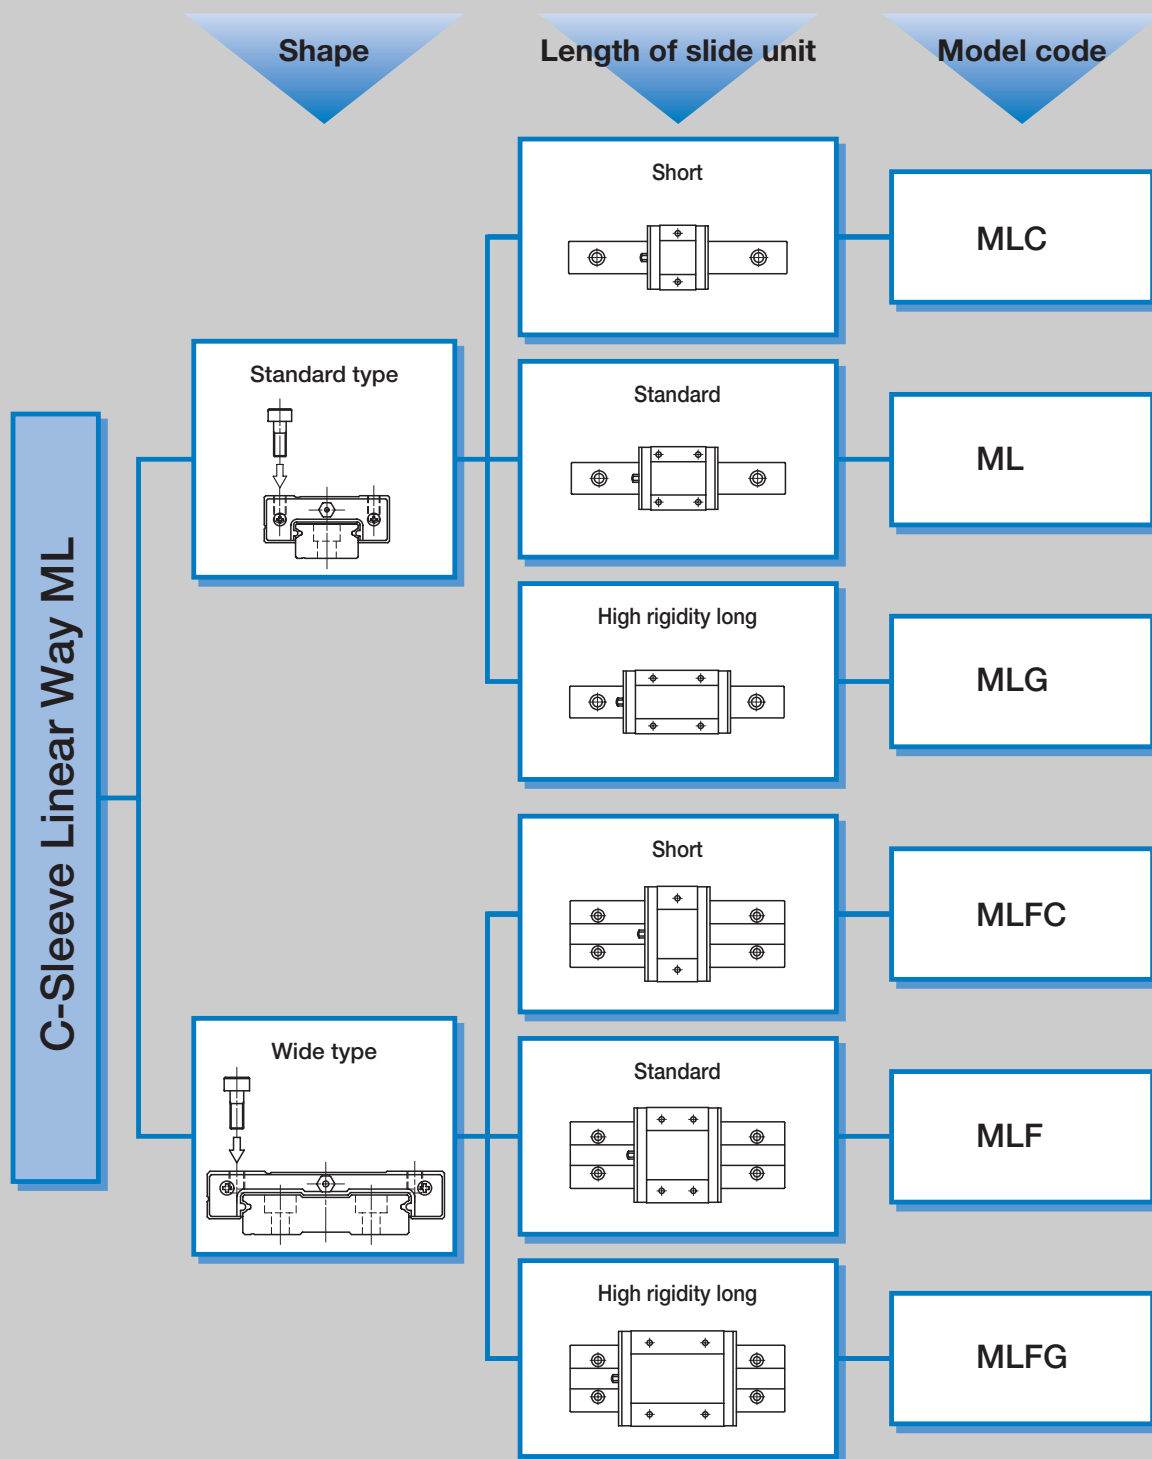 Shape
Length of slide unit
Model code
C-Sleeve Linear Way ML
Standard type
Short
MLC
Standard
ML
High rigidity long
MLG
Wide type
Short
MLFC
Standard
MLF
High rigidity long
MLFG